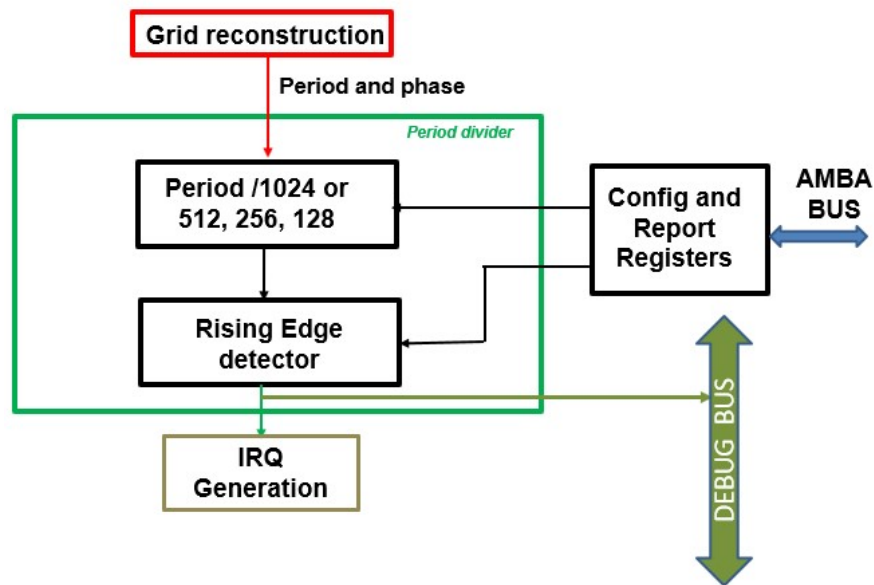 Grid reconstruction
Period and phase
Period divider
Period /1024 or
512, 256, 128
Config and
Report
Registers
AMBA
BUS
Rising Edge
detector
IRQ
Generation
DEBUG BUS